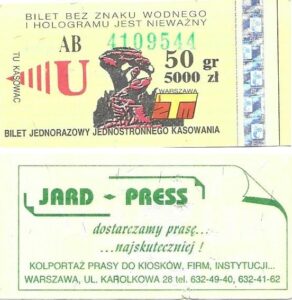 BILET BEZ ZNAKU WODNEGO
I HOLOGRAMU JEST NIEWAŻNY
TU KASOWAĆ
AB 4109544
U
50 gr
5000 zł
WARSZAWA
ZTM
BILET JEDNORAZOWY JEDNOSTRONNEGO KASOWANIA
JARD - PRESS
dostarczamy prasę...
...najskuteczniej !
KOLPORTAŻ PRASY DO KIOSKÓW, FIRM, INSTYTUCJI...
WARSZAWA, UL. KAROLKOWA 28 tel. 632-49-40, 632-41-62